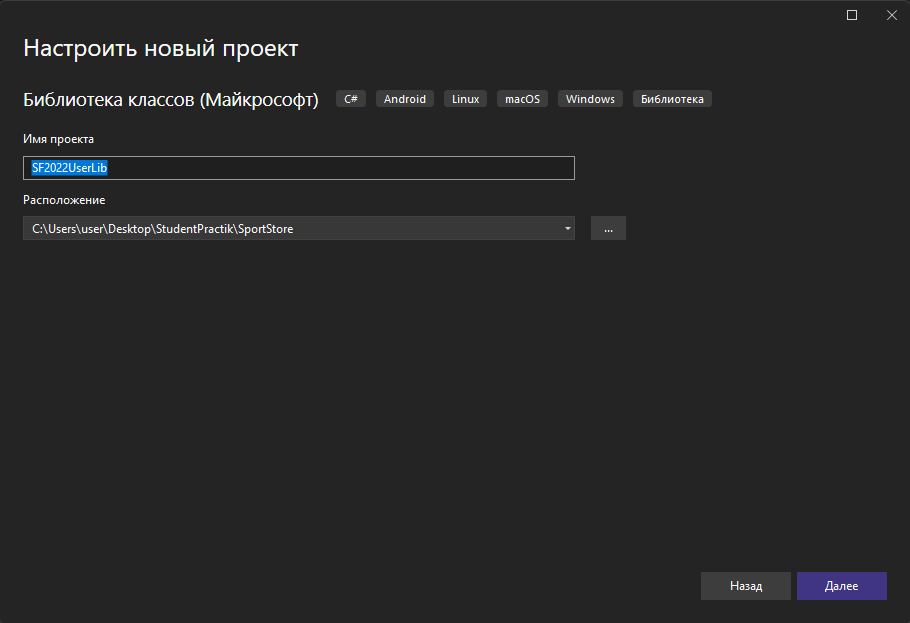 Настроить новый проект
Библиотека классов (Майкрософт) C# Android Linux macOS Windows Библиотека
Имя проекта
SF2022UserLib
Расположение
C:\Users\user\Desktop\StudentPractik\SportStore ...
Назад Далее